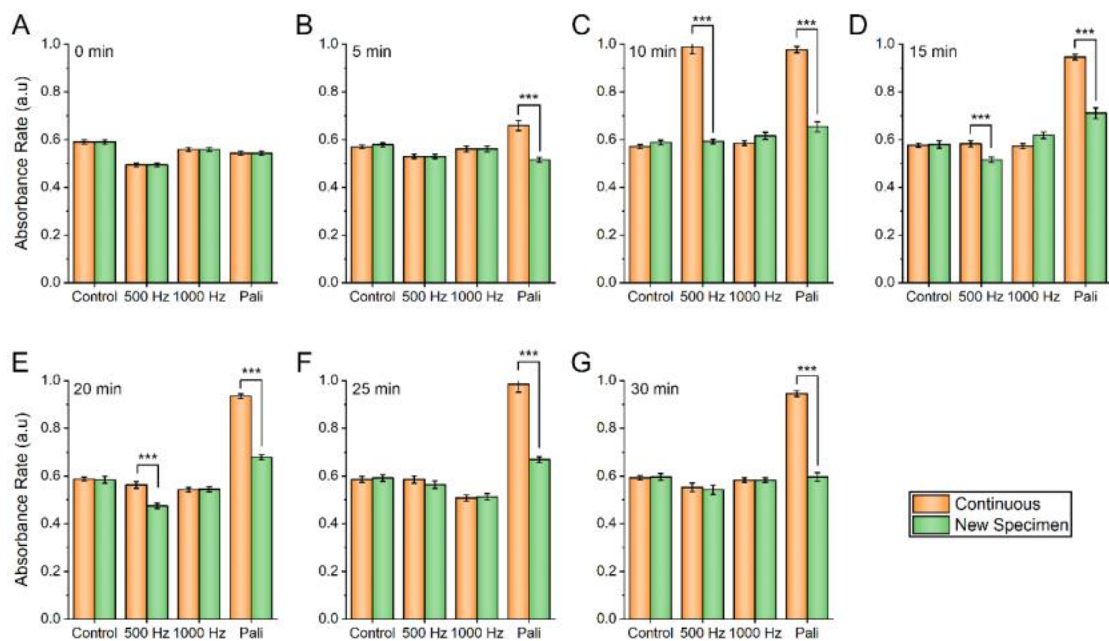 A
0 min
Absorbance Rate (a.u)
1.0
0.8
0.6
0.4
0.2
0.0
Control 500 Hz 1000 Hz Pali
B
5 min
***
1.0
0.8
0.6
0.4
0.2
0.0
Control 500 Hz 1000 Hz Pali
C
10 min
***
***
1.0
0.8
0.6
0.4
0.2
0.0
Control 500 Hz 1000 Hz Pali
D
15 min
***
***
1.0
0.8
0.6
0.4
0.2
0.0
Control 500 Hz 1000 Hz Pali
E
20 min
***
***
Absorbance Rate (a.u)
1.0
0.8
0.6
0.4
0.2
0.0
Control 500 Hz 1000 Hz Pali
F
25 min
***
1.0
0.8
0.6
0.4
0.2
0.0
Control 500 Hz 1000 Hz Pali
G
30 min
***
1.0
0.8
0.6
0.4
0.2
0.0
Control 500 Hz 1000 Hz Pali
Continuous
New Specimen